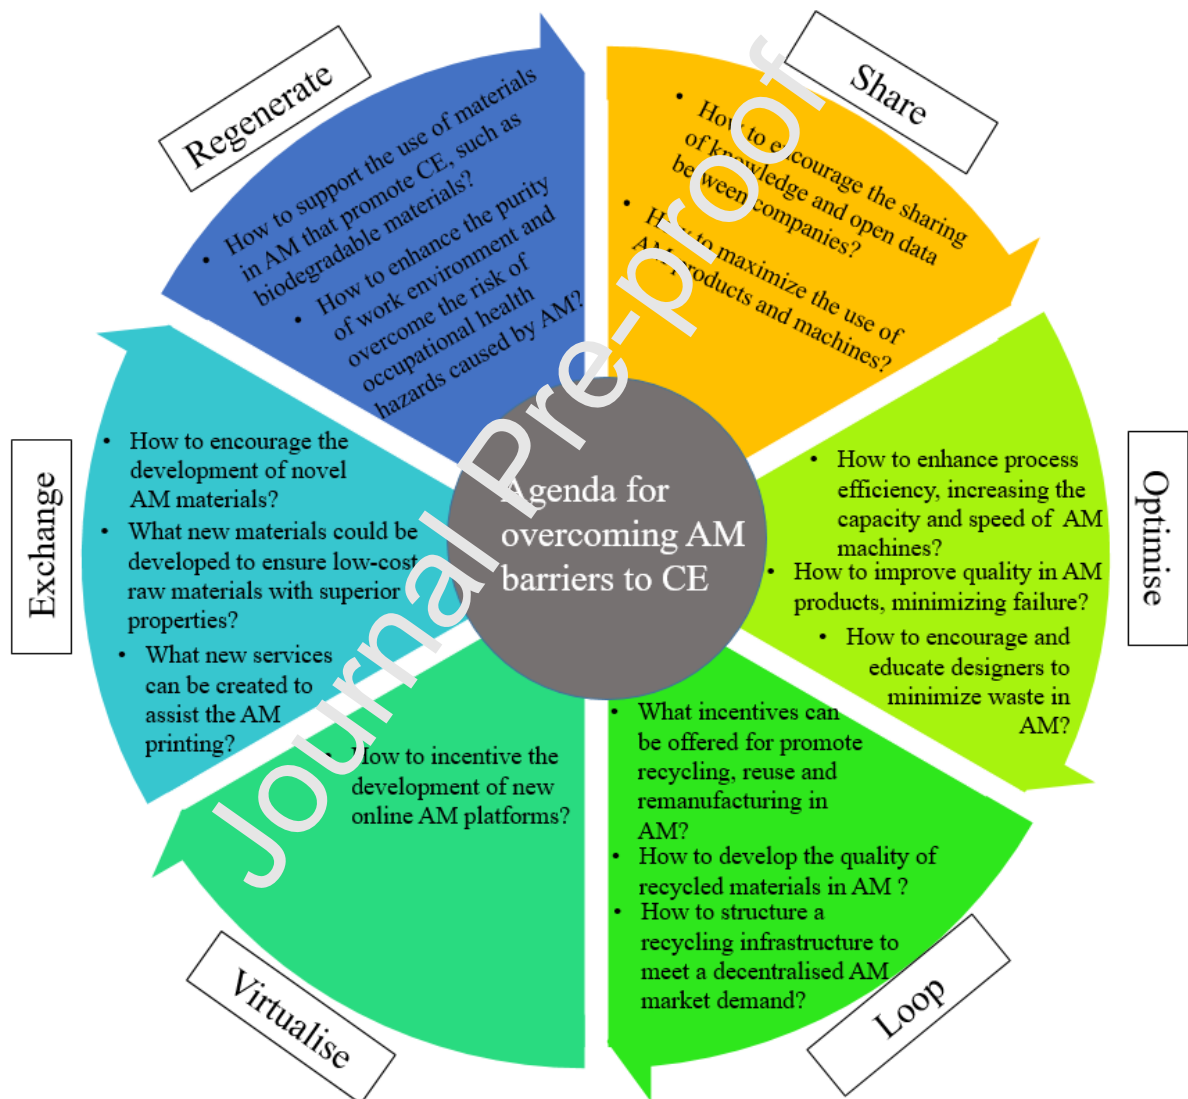 Regenerate
• How to support the use of materials
in AM that promote CE, such as
biodegradable materials?
• How to enhance the purity
of work environment and
overcome the risk of
occupational health
hazards caused by AM?
Share
• How to encourage the sharing
of knowledge and open data
between companies?
• How to maximize the use of
AM products and machines?
Optimise
• How to enhance process
efficiency, increasing the
capacity and speed of AM
machines?
• How to improve quality in AM
products, minimizing failure?
• How to encourage and
educate designers to
minimize waste in
AM?
Loop
• What incentives can
be offered for promote
recycling, reuse and
remanufacturing in
AM?
• How to develop the quality of
recycled materials in AM ?
• How to structure a
recycling infrastructure to
meet a decentralised AM
market demand?
Virtualise
• How to incentive the
development of new
online AM platforms?
Exchange
• How to encourage the
development of novel
AM materials?
• What new materials could be
developed to ensure low-cost
raw materials with superior
properties?
• What new services
can be created to
assist the AM
printing?
Agenda for
overcoming AM
barriers to CE
Journal Pre-proof